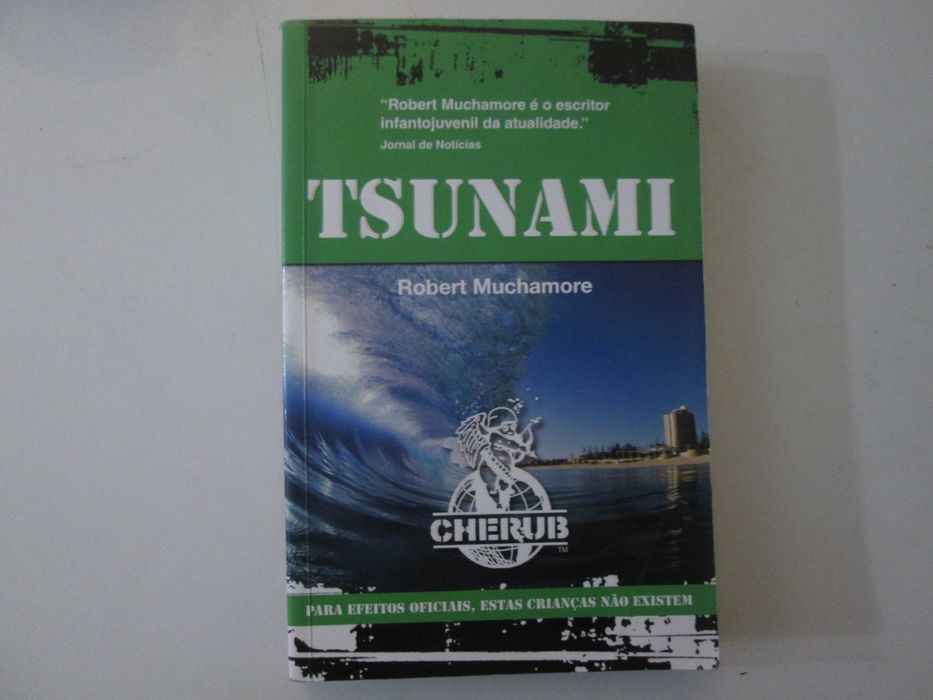 “Robert Muchamore é o escritor
infantojuvenil da atualidade.”
Jornal de Notícias
TSUNAMI
Robert Muchamore
CHERUB
TM
PARA EFEITOS OFICIAIS, ESTAS CRIANÇAS NÃO EXISTEM